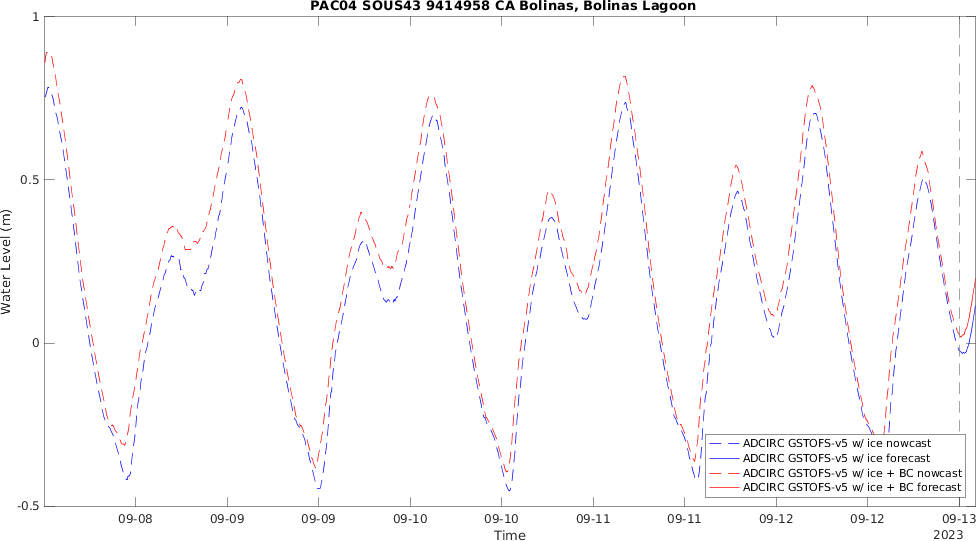 PAC04 SOUS43 9414958 CA Bolinas, Bolinas Lagoon
1
0.5
0
-0.5
Water Level (m)
ADCIRC GSTOFS-v5 w/ ice nowcast
ADCIRC GSTOFS-v5 w/ ice forecast
ADCIRC GSTOFS-v5 w/ ice + BC nowcast
ADCIRC GSTOFS-v5 w/ ice + BC forecast
09-08 09-09 09-09 09-10 09-10 09-11 09-11 09-12 09-12 09-13
Time
2023